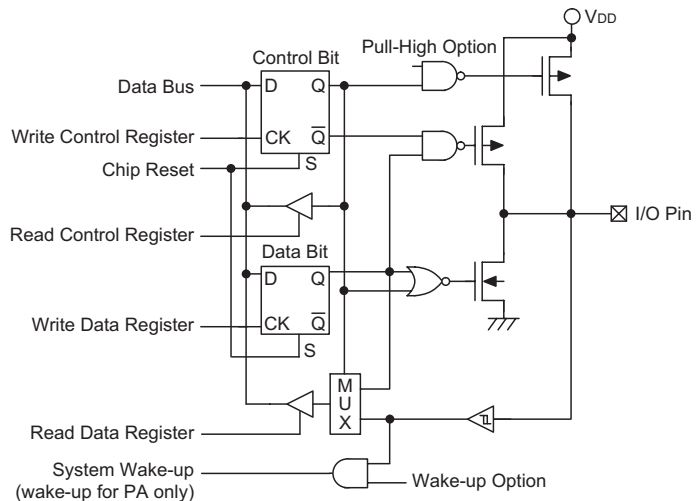 VDD
Control Bit
Pull-High Option
Data Bus
D
Q
Write Control Register
CK
Q
Chip Reset
S
I/O Pin
Read Control Register
Data Bit
D
Q
Write Data Register
CK
Q
S
M
U
X
Read Data Register
System Wake-up
(wake-up for PA only)
Wake-up Option